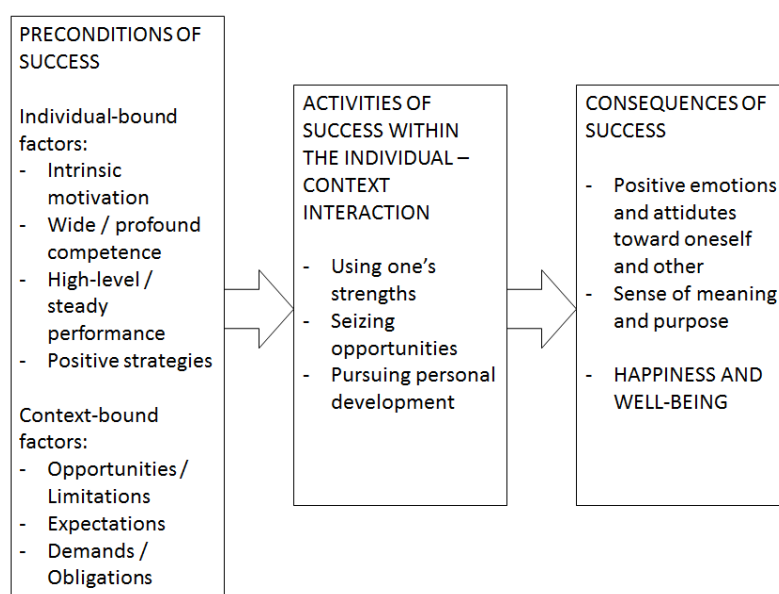 PRECONDITIONS OF
SUCCESS
Individual-bound
factors:
- Intrinsic
motivation
- Wide / profound
competence
- High-level /
steady
performance
- Positive strategies
Context-bound
factors:
- Opportunities /
Limitations
- Expectations
- Demands /
Obligations
ACTIVITIES OF
SUCCESS WITHIN
THE INDIVIDUAL –
CONTEXT
INTERACTION
- Using one's
strengths
- Seizing
opportunities
- Pursuing personal
development
CONSEQUENCES OF
SUCCESS
- Positive emotions
and attidutes
toward oneself
and other
- Sense of meaning
and purpose
- HAPPINESS AND
WELL-BEING